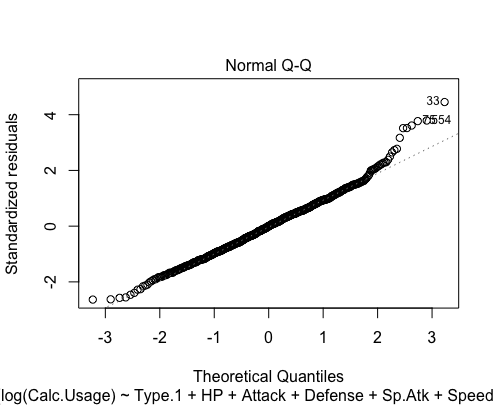 Normal Q-Q
Standardized residuals
4
2
0
-2
33
554
-3 -2 -1 0 1 2 3
Theoretical Quantiles
log(Calc.Usage) ~ Type.1 + HP + Attack + Defense + Sp.Atk + Speed